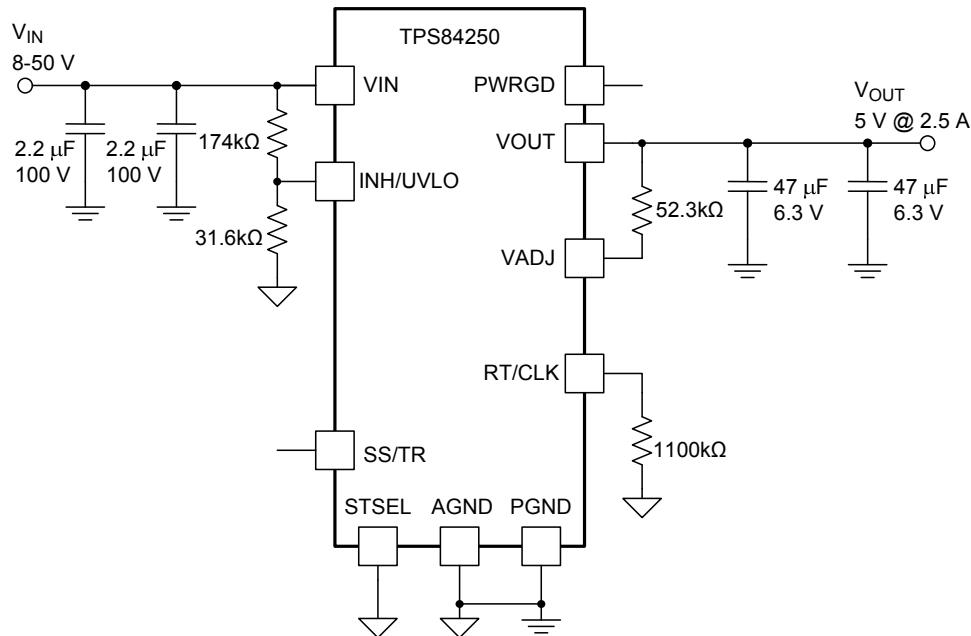 TPS84250
VIN
8-50 V
VIN
PWRGD
VOUT
5 V @ 2.5 A
VOUT
2.2 μF
100 V
2.2 μF
100 V
174kΩ
INH/UVLO
31.6kΩ
52.3kΩ
47 μF
6.3 V
47 μF
6.3 V
VADJ
RT/CLK
1100kΩ
SS/TR
STSEL
AGND
PGND